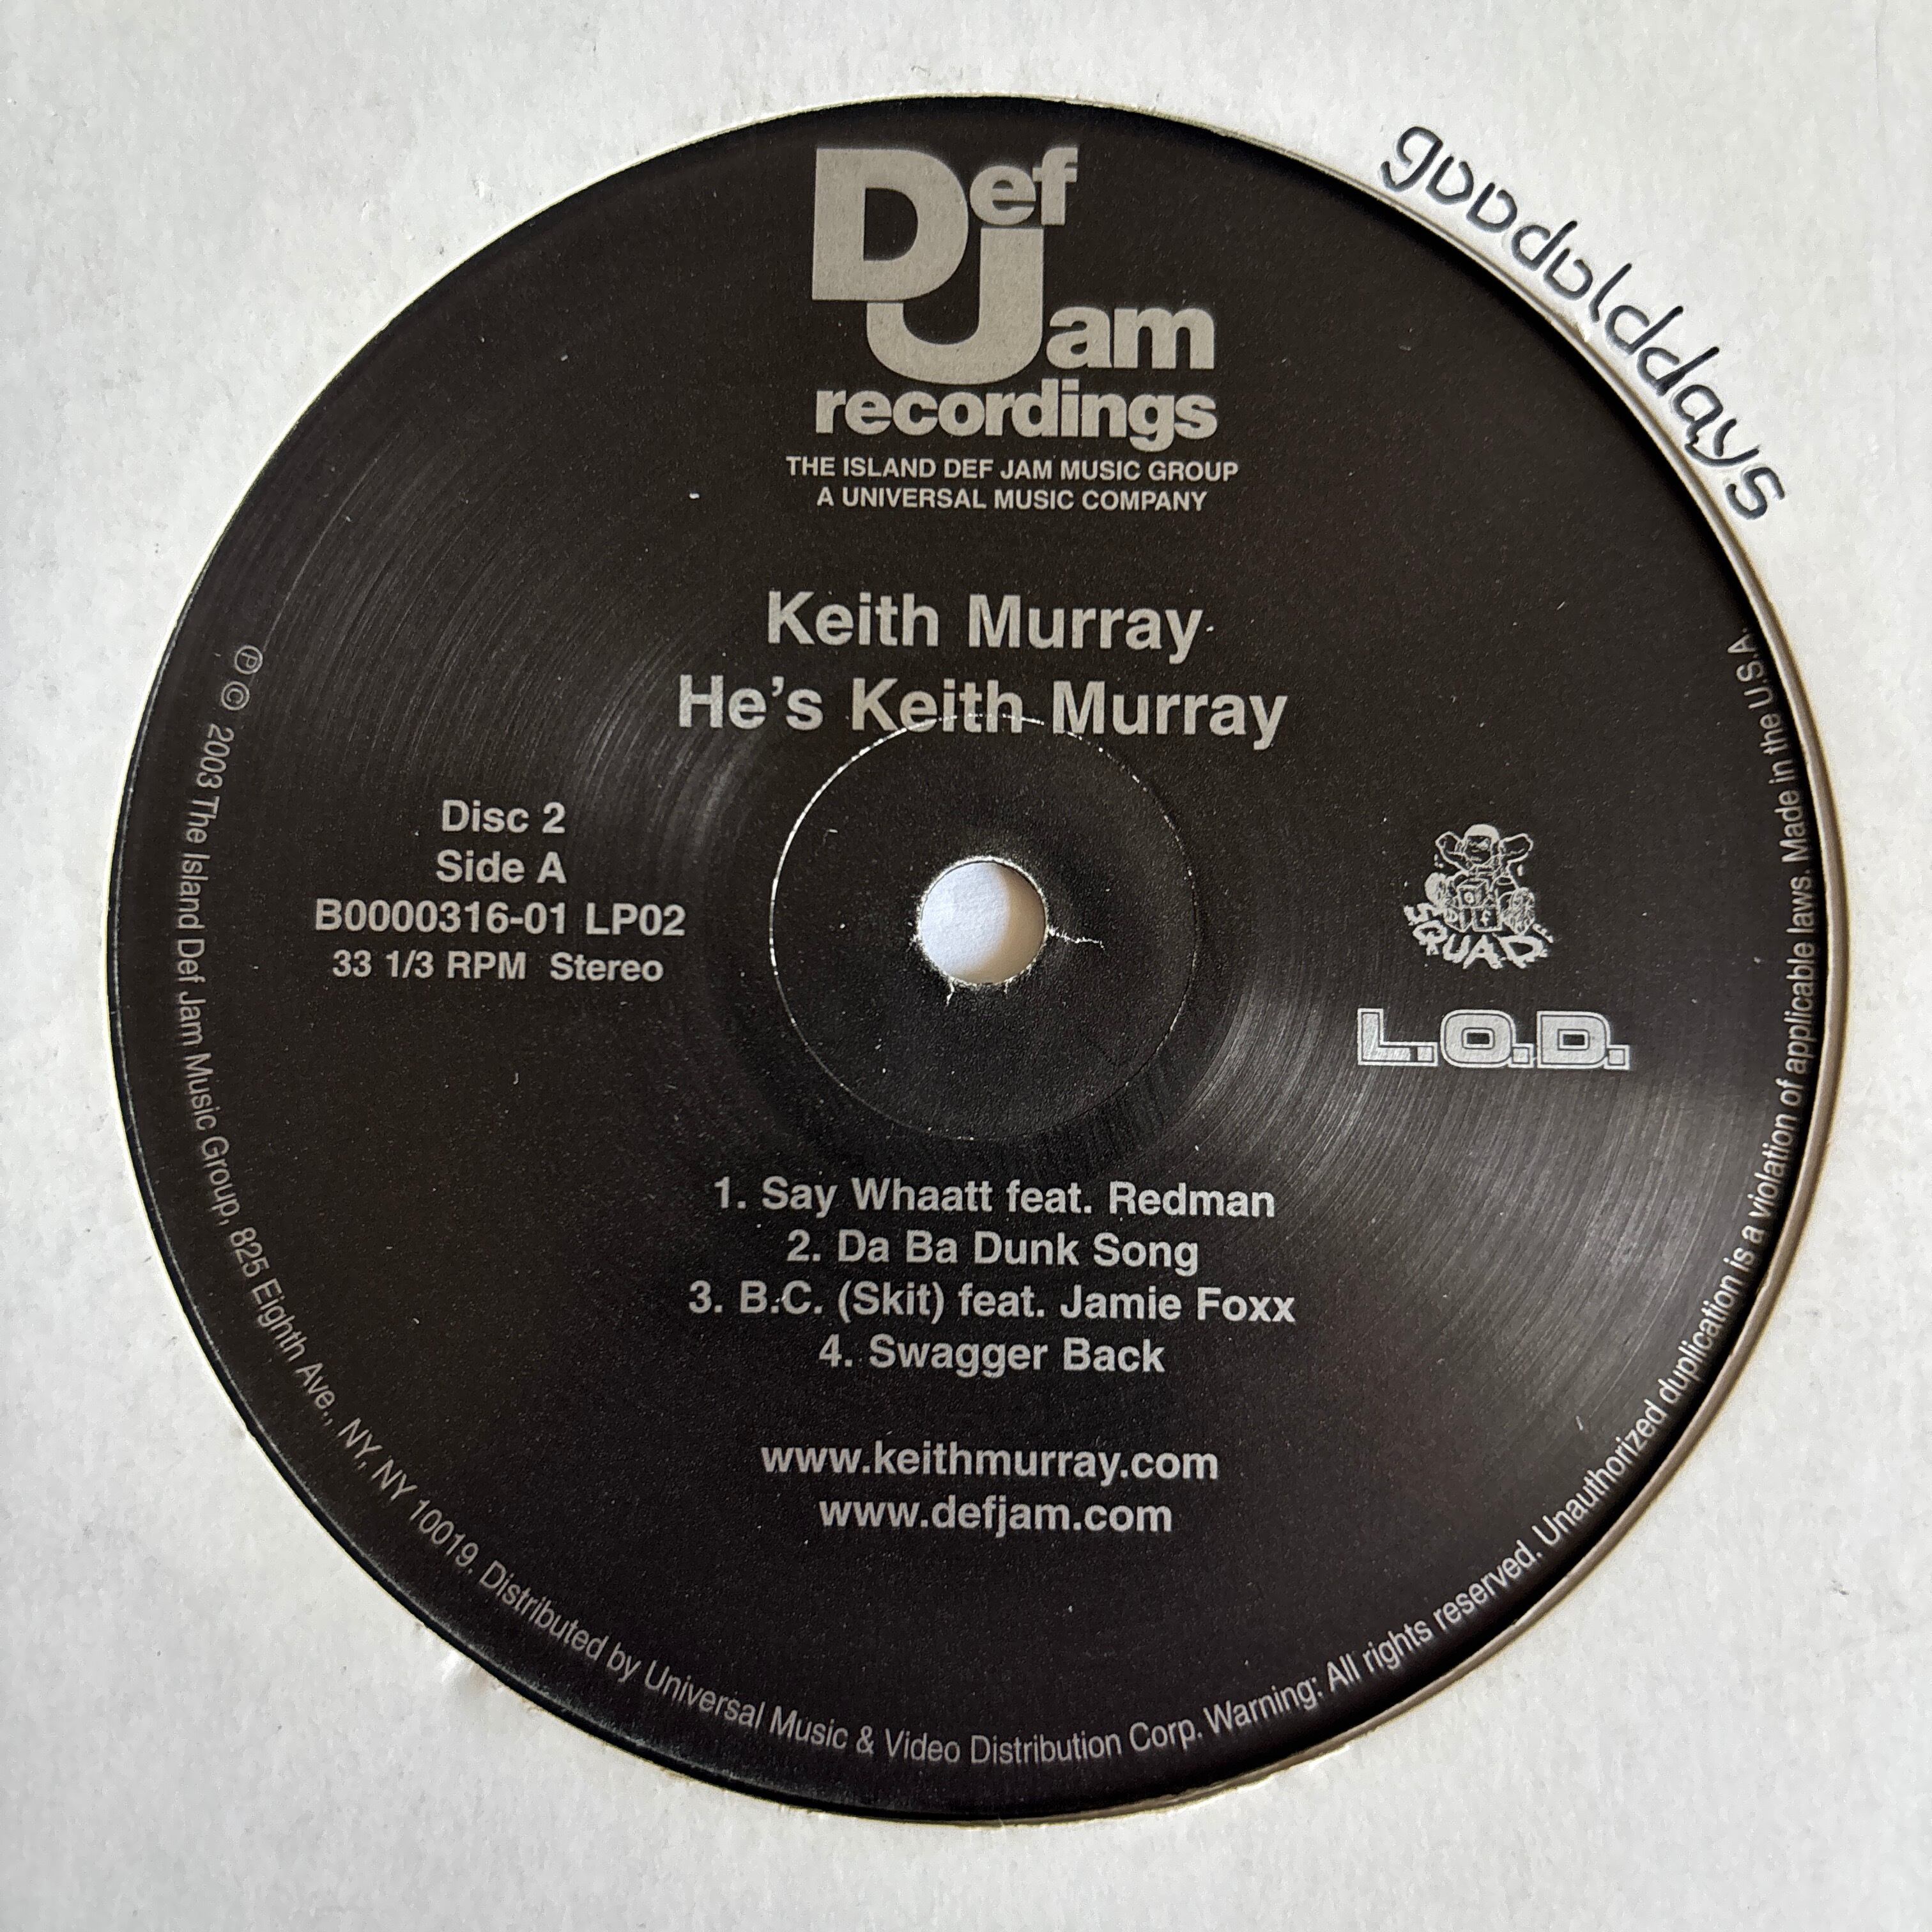 Def Jam
recordings
THE ISLAND DEF JAM MUSIC GROUP
A UNIVERSAL MUSIC COMPANY
goodolddays
Keith Murray
He's Keith Murray
Disc 2
Side A
B0000316-01 LP02
33 1/3 RPM Stereo
DEF
SQUAD
L.O.D.
1. Say Whaatt feat. Redman
2. Da Ba Dunk Song
3. B.C. (Skit) feat. Jamie Foxx
4. Swagger Back
www.keithmurray.com
www.defjam.com
℗ © 2003 The Island Def Jam Music Group, 825 Eighth Ave., NY, NY 10019. Distributed by Universal Music & Video Distribution Corp. Warning: All rights reserved. Unauthorized duplication is a violation of applicable laws. Made in the U.S.A.